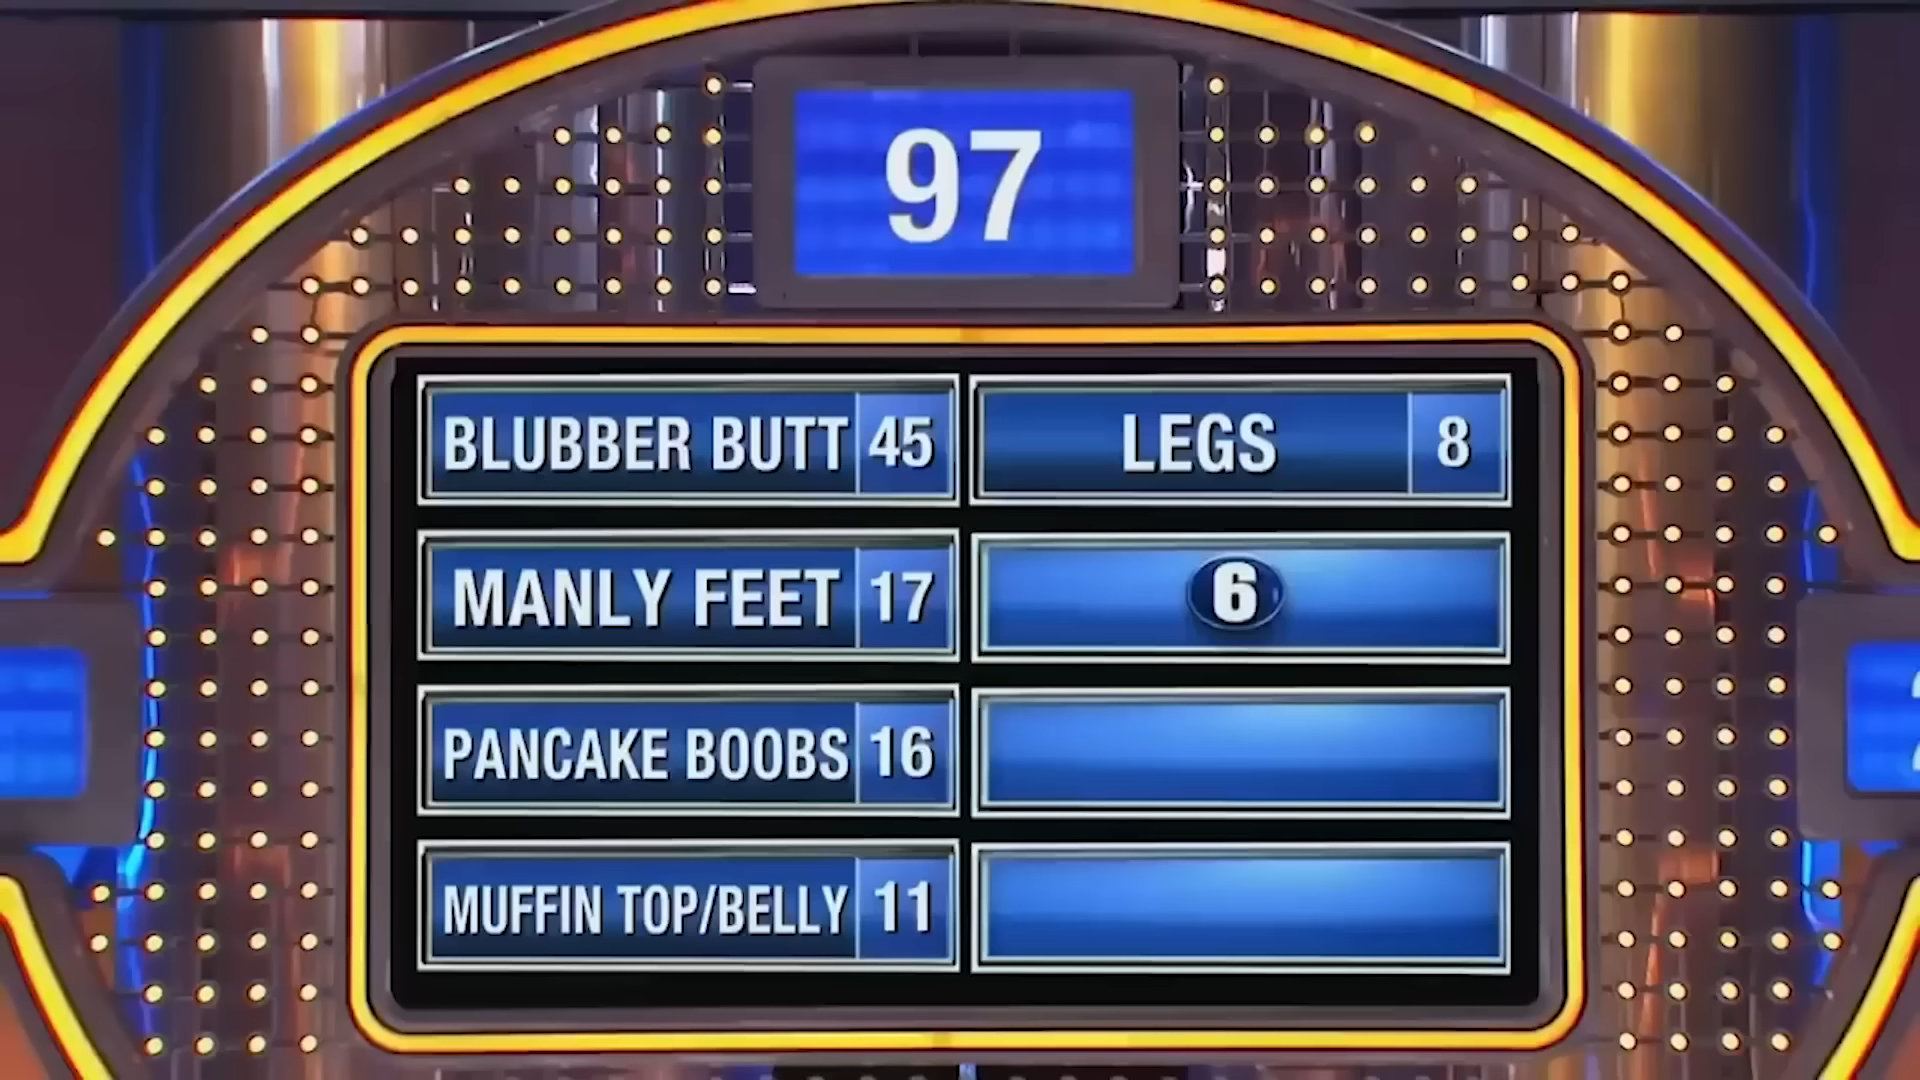 97
BLUBBER BUTT 45
LEGS 8
MANLY FEET 17
6
PANCAKE BOOBS 16
MUFFIN TOP/BELLY 11